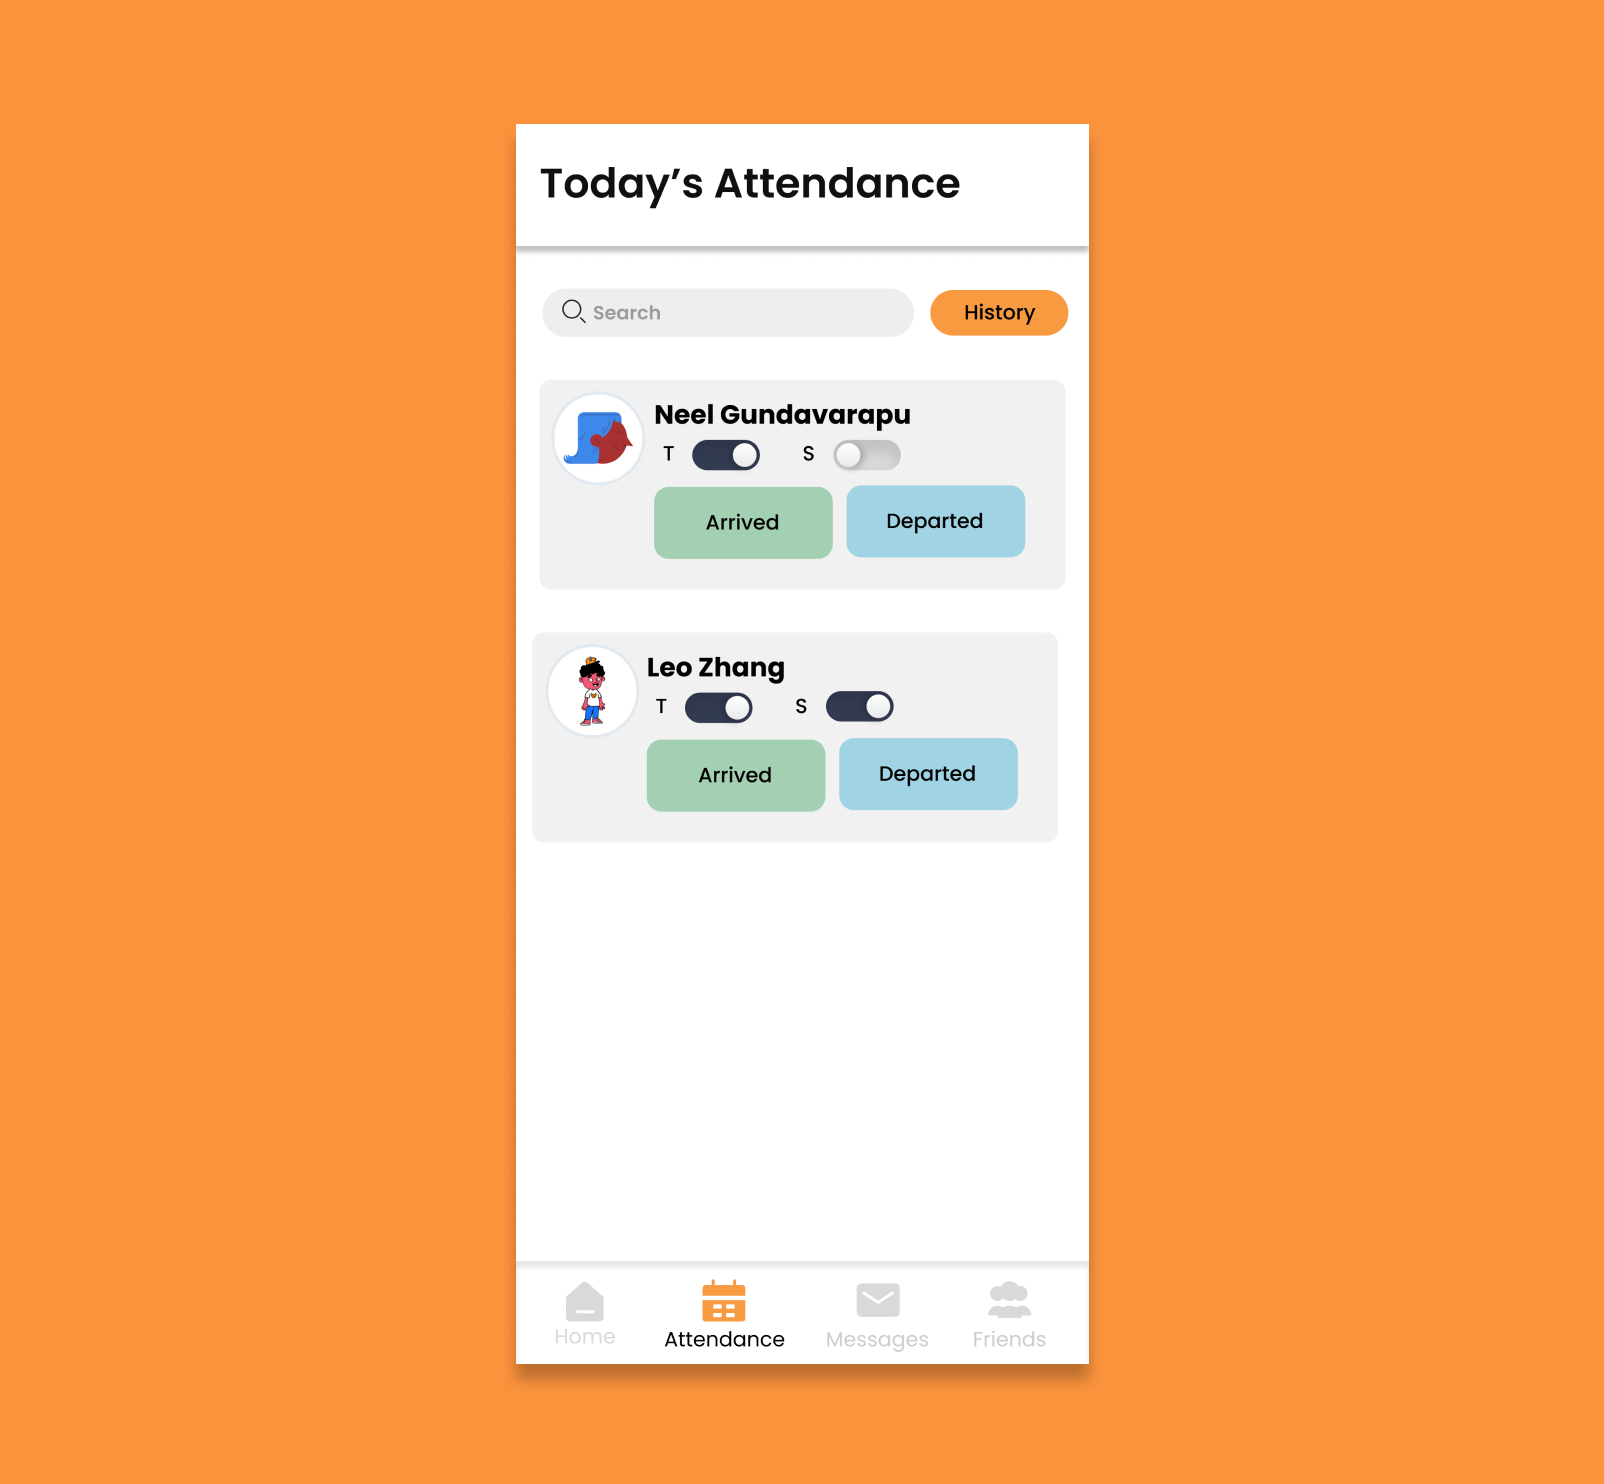 Today’s Attendance
Search
History
Neel Gundavarapu
T S
Arrived Departed
Leo Zhang
T S
Arrived Departed
Home Attendance Messages Friends